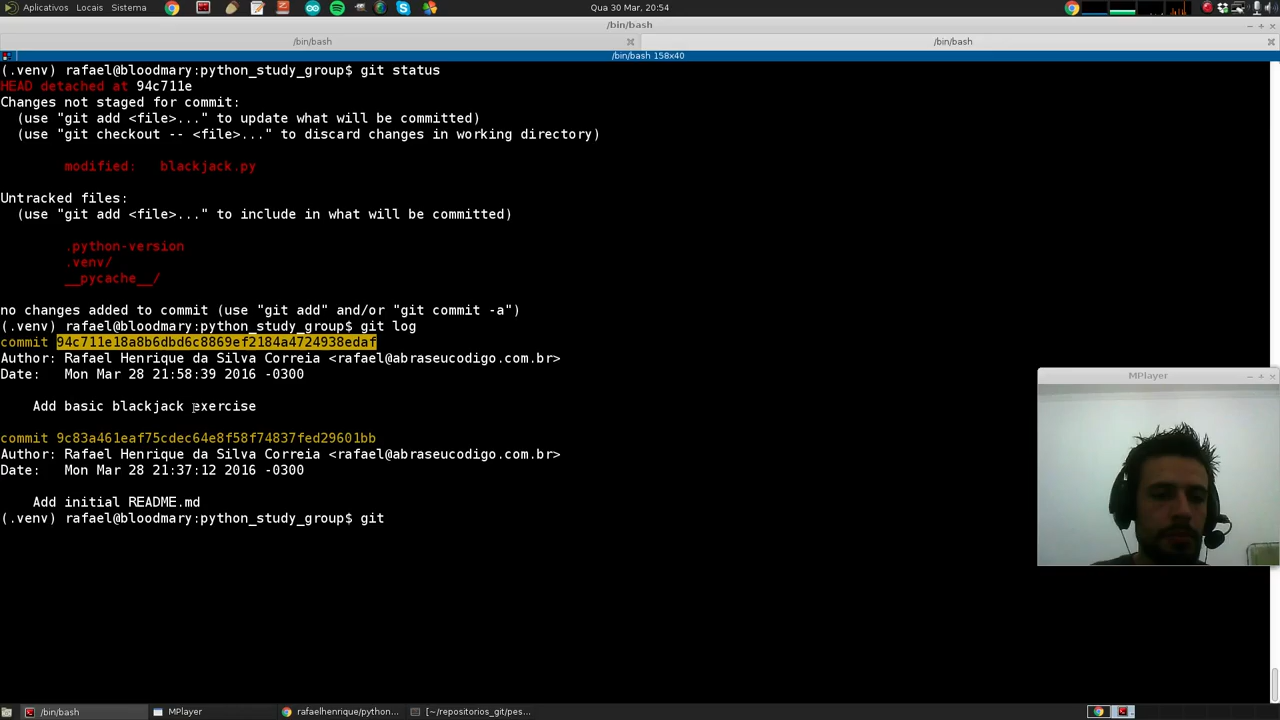 Aplicativos Locais Sistema Qua 30 Mar, 20:54
/bin/bash
/bin/bash /bin/bash
/bin/bash 158x40
(.venv) rafael@bloodmary:python_study_group$ git status
HEAD detached at 94c711e
Changes not staged for commit:
(use "git add <file>..." to update what will be committed)
(use "git checkout -- <file>..." to discard changes in working directory)
modified: blackjack.py
Untracked files:
(use "git add <file>..." to include in what will be committed)
.python-version
.venv/
__pycache__/
no changes added to commit (use "git add" and/or "git commit -a")
(.venv) rafael@bloodmary:python_study_group$ git log
commit 94c711e18a8b6dbd6c8869ef2184a4724938edaf
Author: Rafael Henrique da Silva Correia <rafael@abraseucodigo.com.br>
Date: Mon Mar 28 21:58:39 2016 -0300
MPlayer
Add basic blackjack exercise
commit 9c83a461eaf75cdec64e8f58f74837fed29601bb
Author: Rafael Henrique da Silva Correia <rafael@abraseucodigo.com.br>
Date: Mon Mar 28 21:37:12 2016 -0300
Add initial README.md
(.venv) rafael@bloodmary:python_study_group$ git
/bin/bash MPlayer rafaelhenrique/python... [~/repositorios_git/pes...